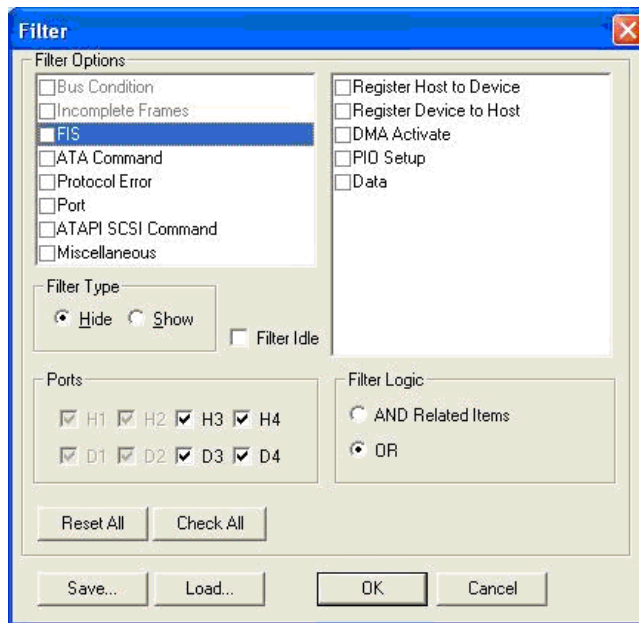 Filter
Filter Options
Bus Condition
Incomplete Frames
FIS
ATA Command
Protocol Error
Port
ATAPI SCSI Command
Miscellaneous
Register Host to Device
Register Device to Host
DMA Activate
PIO Setup
Data
Filter Type
Hide Show
Filter Idle
Ports
H1 H2 H3 H4
D1 D2 D3 D4
Filter Logic
AND Related Items
OR
Reset All Check All
Save... Load... OK Cancel